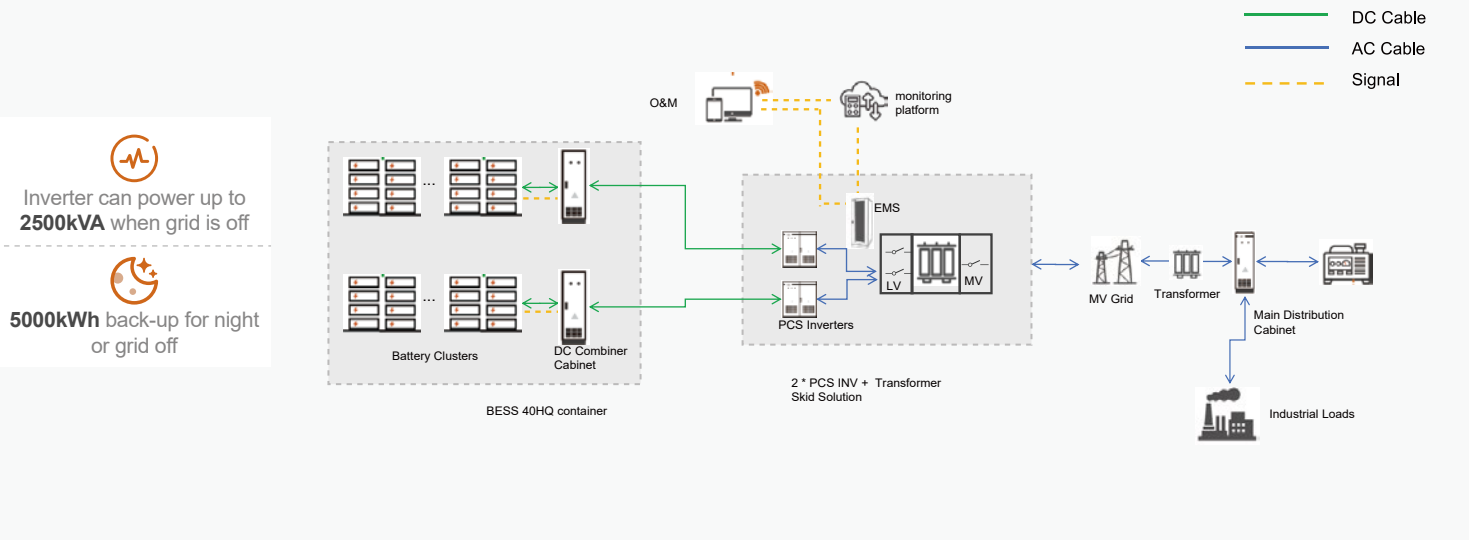 DC Cable
AC Cable
Signal
O&M
monitoring
platform
Inverter can power up to
2500kVA when grid is off
5000kWh back-up for night
or grid off
...
...
Battery Clusters
DC Combiner
Cabinet
BESS 40HQ container
EMS
LV
MV
PCS Inverters
2 * PCS INV + Transformer
Skid Solution
MV Grid
Transformer
Main Distribution
Cabinet
Industrial Loads